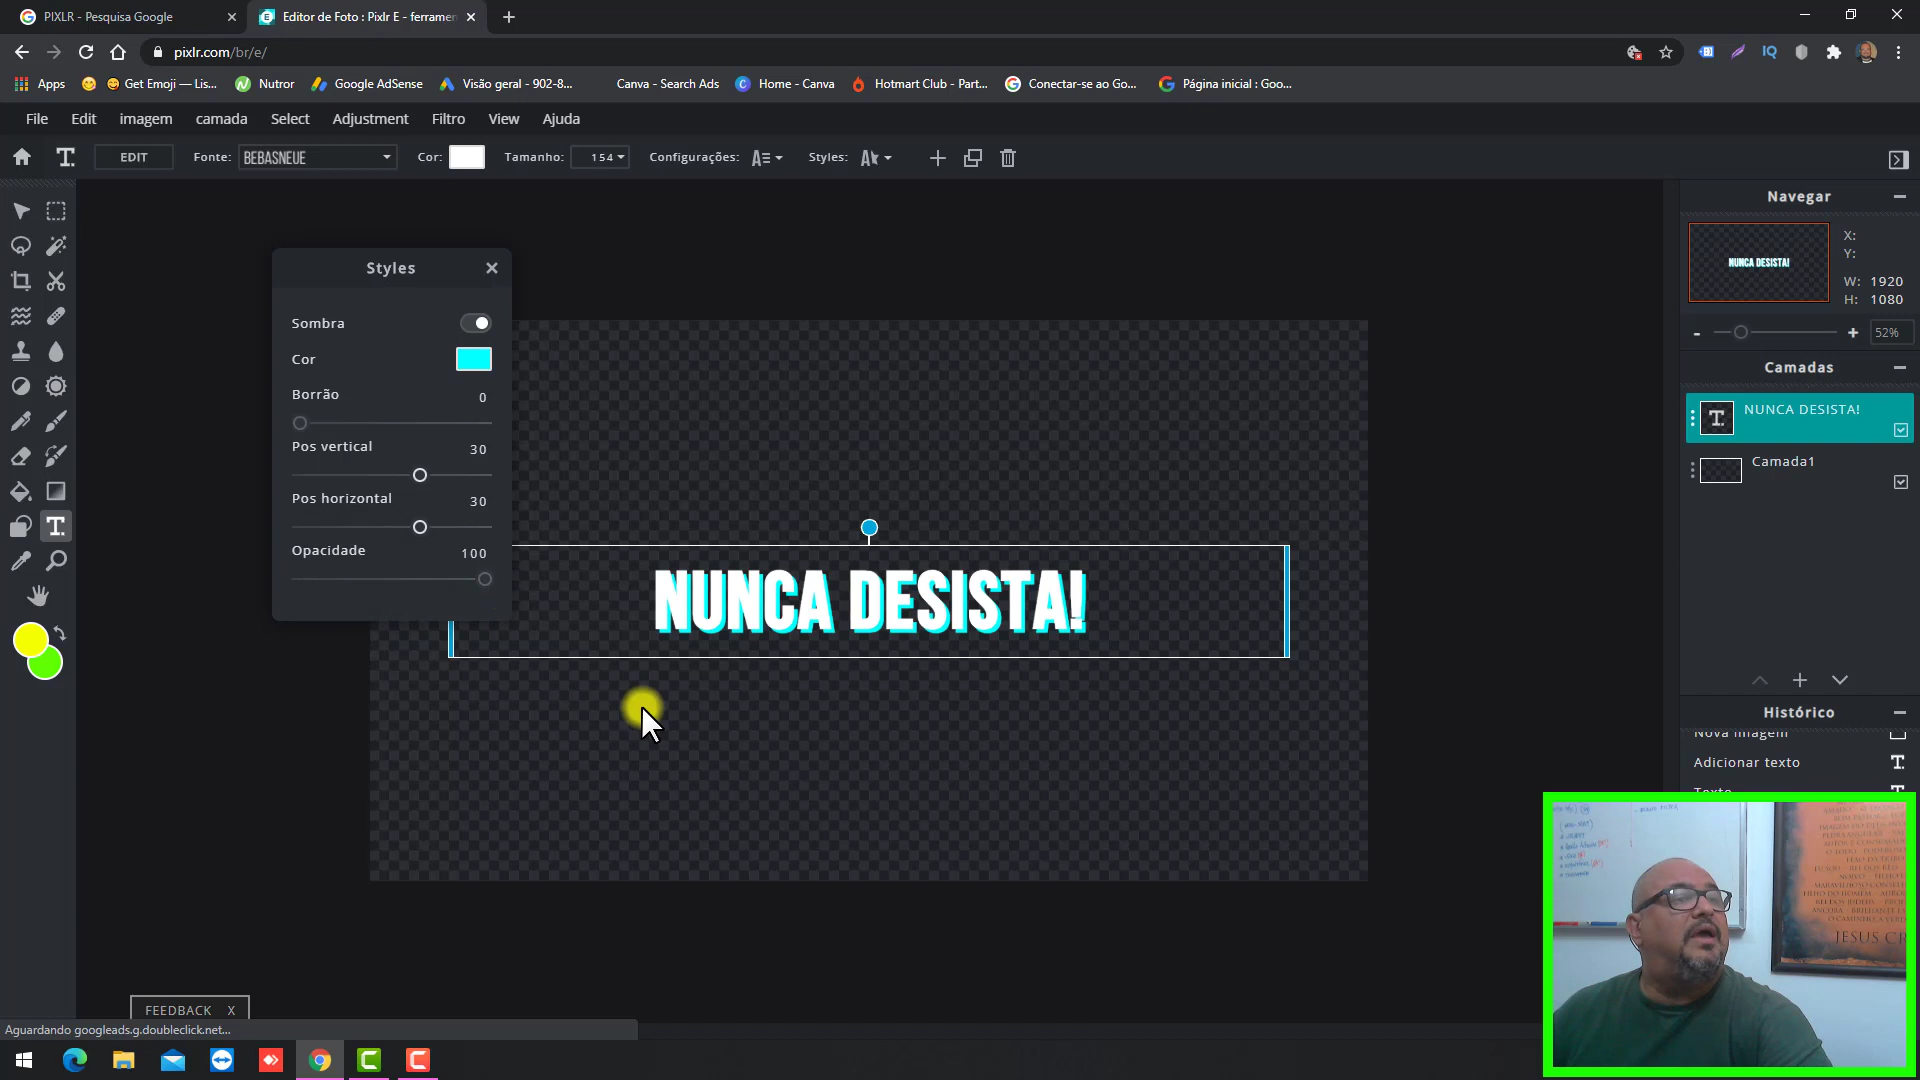 PIXLR - Pesquisa Google
Editor de Foto : Pixlr E - ferramen
pixlr.com/br/e/
Apps
Get Emoji — Lis...
Nutror
Google AdSense
Visão geral - 902-8...
Canva - Search Ads
Home - Canva
Hotmart Club - Part...
Conectar-se ao Go...
Página inicial : Goo...
File
Edit
imagem
camada
Select
Adjustment
Filtro
View
Ajuda
EDIT
Fonte:
BEBASNEUE
Cor:
Tamanho:
154
Configurações:
Styles:
Styles
Sombra
Cor
Borrão
0
Pos vertical
30
Pos horizontal
30
Opacidade
100
NUNCA DESISTA!
Navegar
NUNCA DESISTA!
X:
Y:
W: 1920
H: 1080
52%
Camadas
NUNCA DESISTA!
Camada1
Histórico
Nova imagem
Adicionar texto
Texto
FEEDBACK X
Aguardando googleads.g.doubleclick.net...
JESUS CR